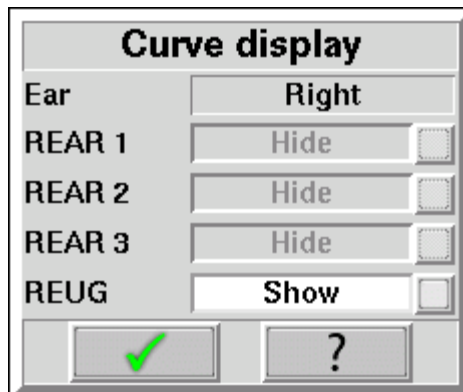 Curve display
Ear Right
REAR 1 Hide
REAR 2 Hide
REAR 3 Hide
REUG Show
?